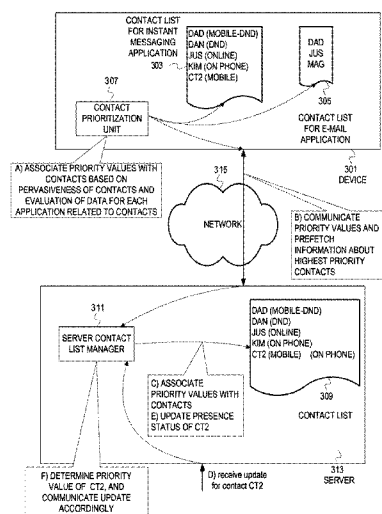 CONTACT LIST
FOR INSTANT
MESSAGING
APPLICATION
303
DAD (MOBILE-DND)
DAN (DND)
JUS (ONLINE)
KIM (ON PHONE)
CT2 (MOBILE)
DAD
JUS
MAG
305
CONTACT LIST
FOR E-MAIL
APPLICATION
307
CONTACT
PRIORITIZATION
UNIT
301
DEVICE
A) ASSOCIATE PRIORITY VALUES WITH
CONTACTS BASED ON
PERVASIVENESS OF CONTACTS AND
EVALUATION OF DATA FOR EACH
APPLICATION RELATED TO CONTACTS
315
NETWORK
B) COMMUNICATE
PRIORITY VALUES AND
PREFETCH
INFORMATION ABOUT
HIGHEST PRIORITY
CONTACTS
311
SERVER CONTACT
LIST MANAGER
DAD (MOBILE-DND)
DAN (DND)
JUS (ONLINE)
KIM (ON PHONE)
CT2 (MOBILE) (ON PHONE)
309
CONTACT LIST
C) ASSOCIATE
PRIORITY VALUES WITH
CONTACTS
E) UPDATE PRESENCE
STATUS OF CT2
313
SERVER
F) DETERMINE PRIORITY
VALUE OF CT2, AND
COMMUNICATE UPDATE
ACCORDINGLY
D) receive update
for contact CT2